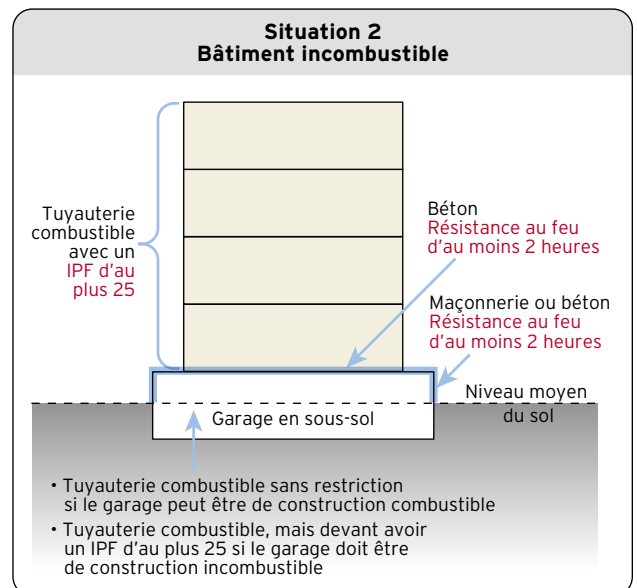 Situation 2
Bâtiment incombustible
Tuyauterie
combustible
avec un
IPF d'au
plus 25
Béton
Résistance au feu
d'au moins 2 heures
Maçonnerie ou béton
Résistance au feu
d'au moins 2 heures
Niveau moyen
du sol
Garage en sous-sol
• Tuyauterie combustible sans restriction
si le garage peut être de construction combustible
• Tuyauterie combustible, mais devant avoir
un IPF d'au plus 25 si le garage doit être
de construction incombustible